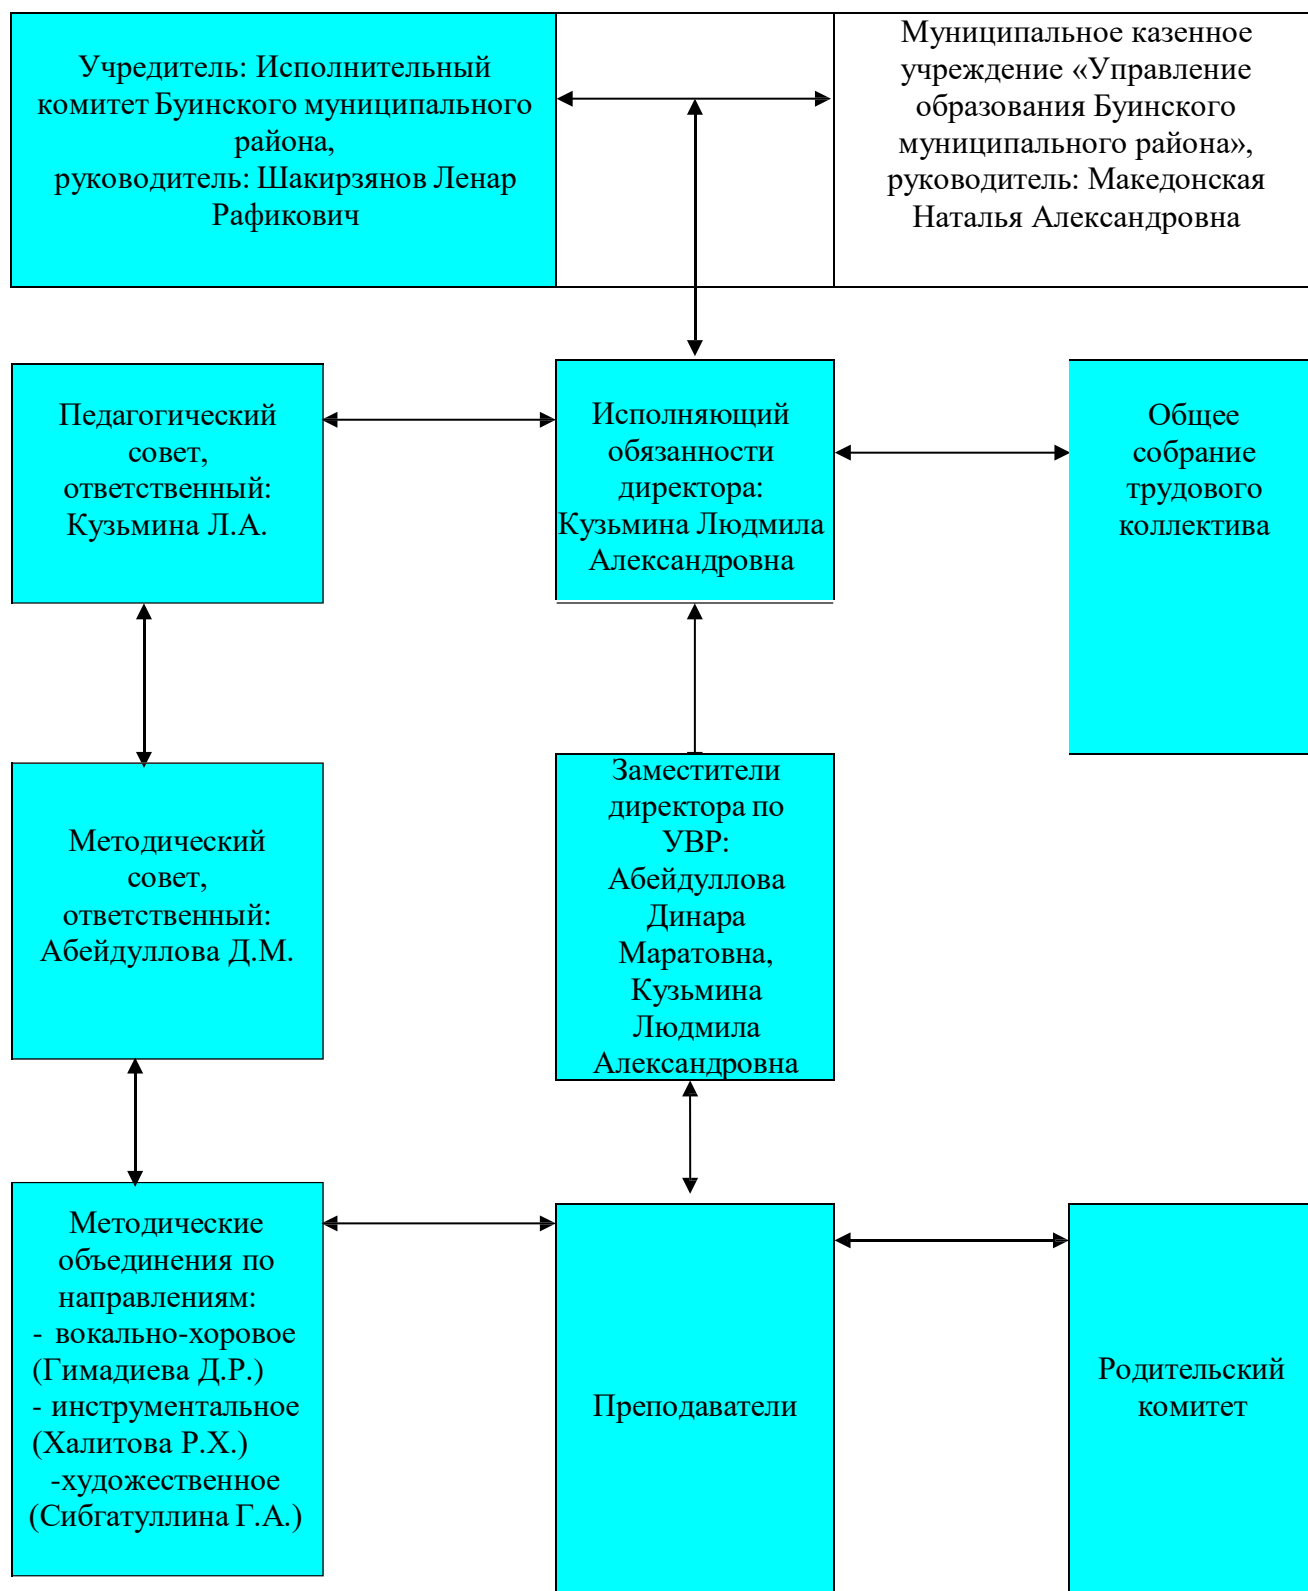 Учредитель: Исполнительный
комитет Буинского муниципального
района,
руководитель: Шакирзянов Ленар
Рафикович
Муниципальное казенное
учреждение «Управление
образования Буинского
муниципального района»,
руководитель: Македонская
Наталья Александровна
Педагогический
совет,
ответственный:
Кузьмина Л.А.
Исполняющий
обязанности
директора:
Кузьмина Людмила
Александровна
Общее
собрание
трудового
коллектива
Методический
совет,
ответственный:
Абейдуллова Д.М.
Заместители
директора по
УВР:
Абейдуллова
Динара
Маратовна,
Кузьмина
Людмила
Александровна
Методические
объединения по
направлениям:
- вокально-хоровое
(Гимадиева Д.Р.)
- инструментальное
(Халитова Р.Х.)
-художественное
(Сибгатуллина Г.А.)
Преподаватели
Родительский
комитет